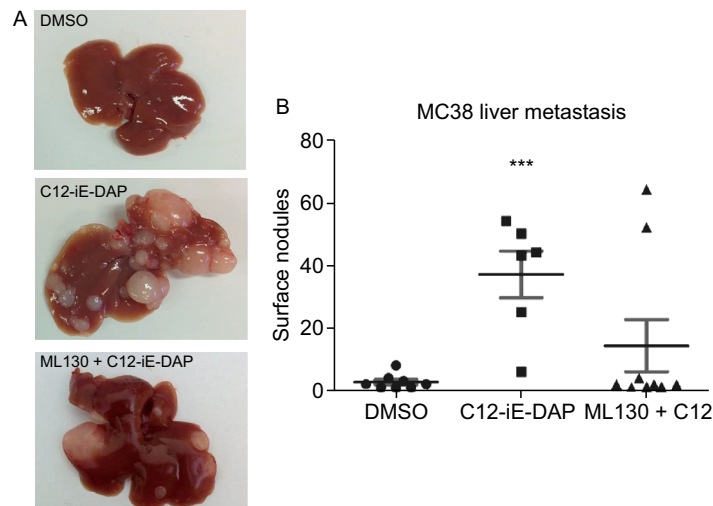 A
DMSO
C12-iE-DAP
ML130 + C12-iE-DAP
B
MC38 liver metastasis
***
Surface nodules
80
60
40
20
0
DMSO
C12-iE-DAP
ML130 + C12